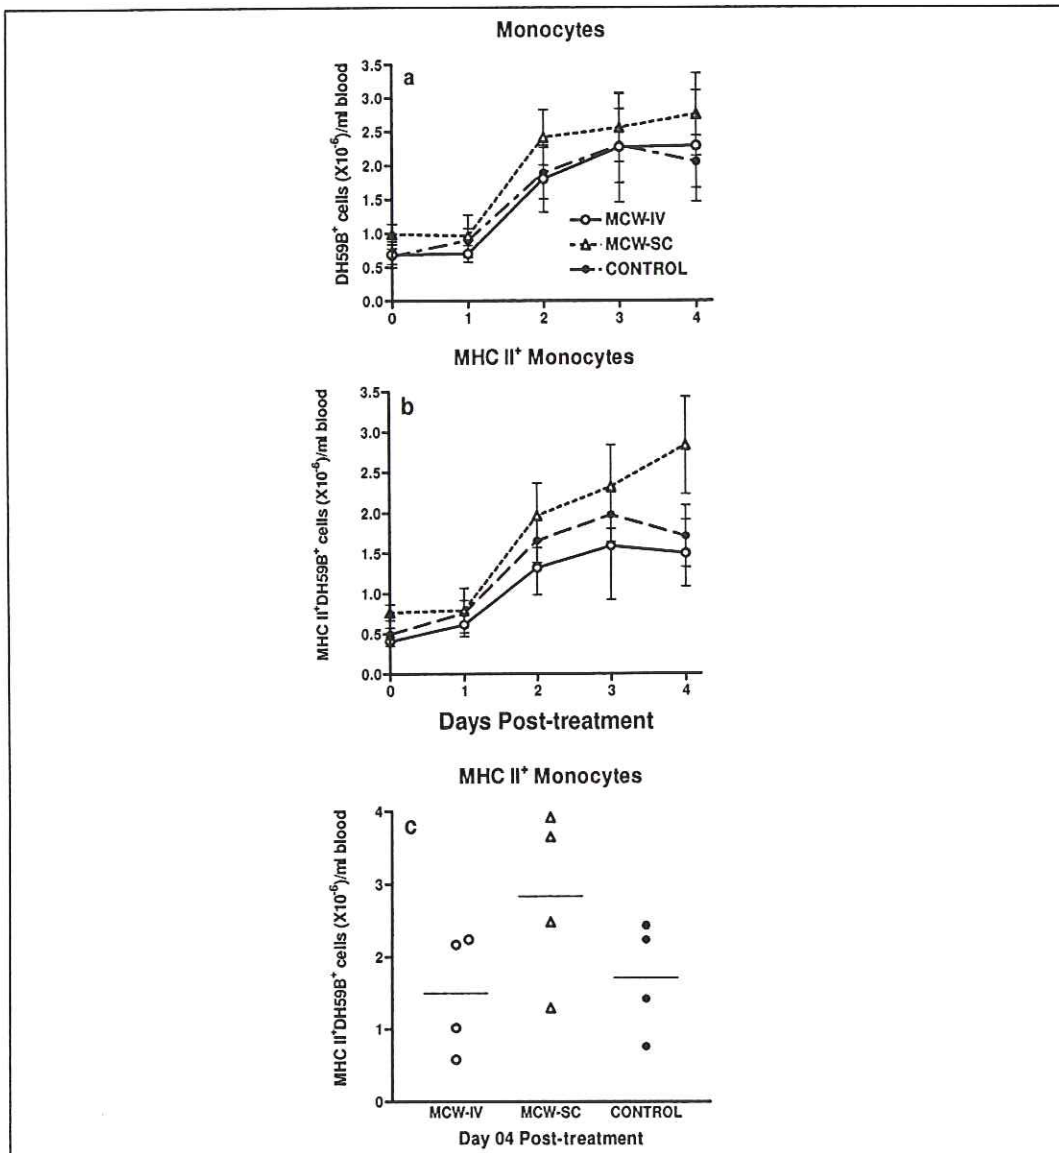 Monocytes
a
DH59B⁺ cells (X10⁻⁶)/ml blood
3.5
3.0
2.5
2.0
1.5
1.0
0.5
0.0
MCW-IV
MCW-SC
CONTROL
0 1 2 3 4
MHC II⁺ Monocytes
b
MHC II⁺DH59B⁺ cells (X10⁻⁶)/ml blood
3.5
3.0
2.5
2.0
1.5
1.0
0.5
0.0
0 1 2 3 4
Days Post-treatment
MHC II⁺ Monocytes
c
MHC II⁺DH59B⁺ cells (X10⁻⁶)/ml blood
4
3
2
1
0
MCW-IV MCW-SC CONTROL
Day 04 Post-treatment